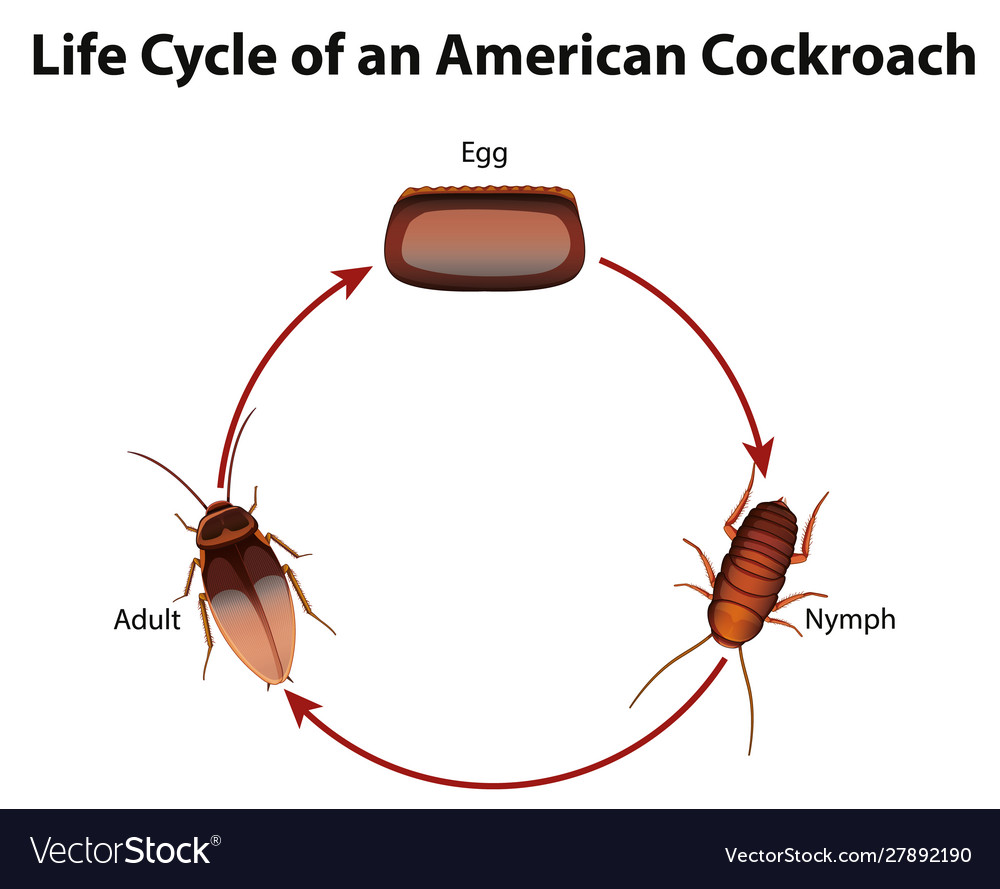 Life Cycle of an American Cockroach
Egg
Adult
Nymph
VectorStock®
VectorStock.com/27892190